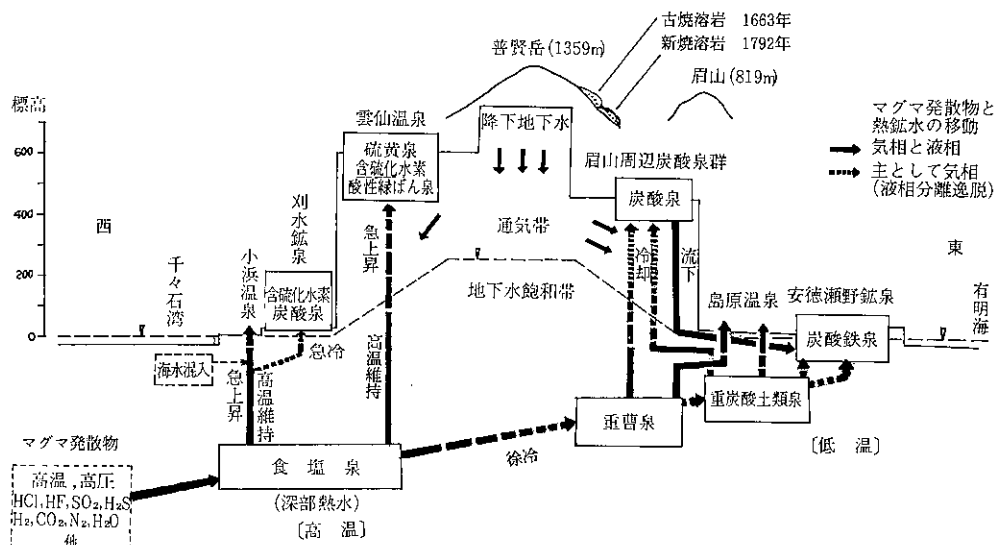 古焼溶岩 1663年
新焼溶岩 1792年
普賢岳(1359m)
眉山(819m)
標高
雲仙温泉
マグマ発散物と
熱鉱水の移動
気相と液相
主として気相
(液相分離逸脱)
600
400
200
0
硫黄泉
含硫化水素
酸性緑ばん泉
降下地下水
眉山周辺炭酸泉群
炭酸泉
西
千々石湾
小浜温泉
刈水鉱泉
含硫化水素
炭酸泉
急上昇
通気帯
地下水飽和帯
冷却
流下
島原温泉
安徳瀬野鉱泉
炭酸鉄泉
東
有明海
海水混入
急冷
急上昇
高温維持
高温維持
重曹泉
重炭酸土類泉
〔低 温〕
徐冷
マグマ発散物
高温,高圧
HCl,HF,SO₂,H₂S
H₂,CO₂,N₂,H₂O
他
食塩泉
(深部熱水)
〔高 温〕